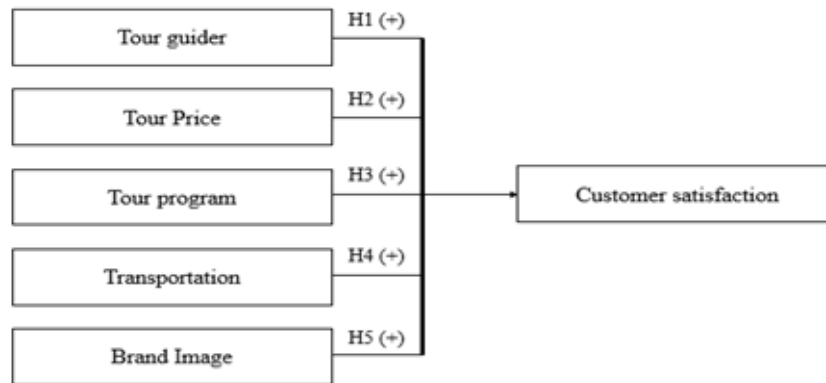 H1 (+)
Tour guider
H2 (+)
Tour Price
H3 (+)
Tour program
Customer satisfaction
H4 (+)
Transportation
H5 (+)
Brand Image